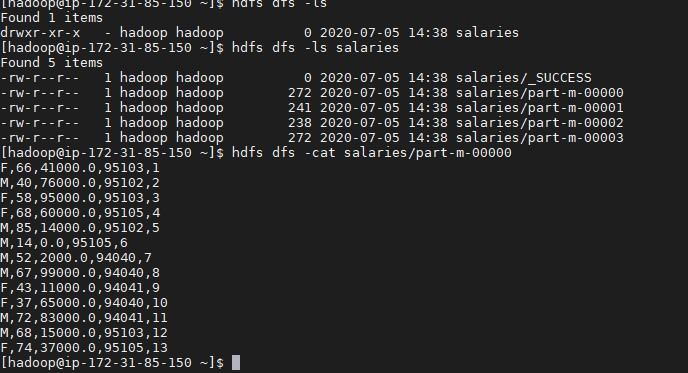 [hadoop@ip-172-31-85-150 ~]$ hdfs dfs -ls
Found 1 items
drwxr-xr-x   - hadoop hadoop          0 2020-07-05 14:38 salaries
[hadoop@ip-172-31-85-150 ~]$ hdfs dfs -ls salaries
Found 5 items
-rw-r--r--   1 hadoop hadoop          0 2020-07-05 14:38 salaries/_SUCCESS
-rw-r--r--   1 hadoop hadoop        272 2020-07-05 14:38 salaries/part-m-00000
-rw-r--r--   1 hadoop hadoop        241 2020-07-05 14:38 salaries/part-m-00001
-rw-r--r--   1 hadoop hadoop        238 2020-07-05 14:38 salaries/part-m-00002
-rw-r--r--   1 hadoop hadoop        272 2020-07-05 14:38 salaries/part-m-00003
[hadoop@ip-172-31-85-150 ~]$ hdfs dfs -cat salaries/part-m-00000
F,66,41000.0,95103,1
M,40,76000.0,95102,2
F,58,95000.0,95103,3
F,68,60000.0,95105,4
M,85,14000.0,95102,5
M,14,0.0,95105,6
M,52,2000.0,94040,7
M,67,99000.0,94040,8
F,43,11000.0,94041,9
F,37,65000.0,94040,10
M,72,83000.0,94041,11
M,68,15000.0,95103,12
F,74,37000.0,95105,13
[hadoop@ip-172-31-85-150 ~]$